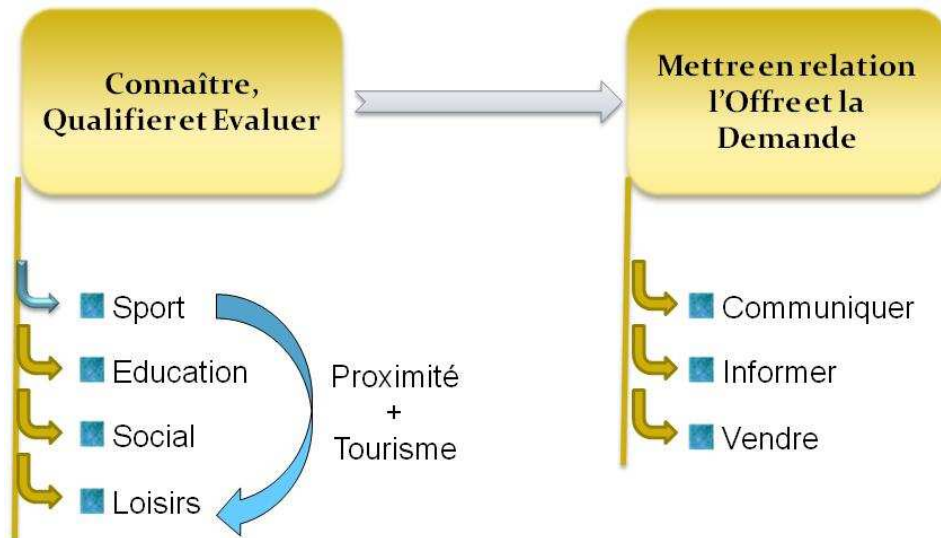 Connaître,
Qualifier et Evaluer
Mettre en relation
l'Offre et la
Demande
Sport
Education
Social
Loisirs
Proximité
+
Tourisme
Communiquer
Informer
Vendre